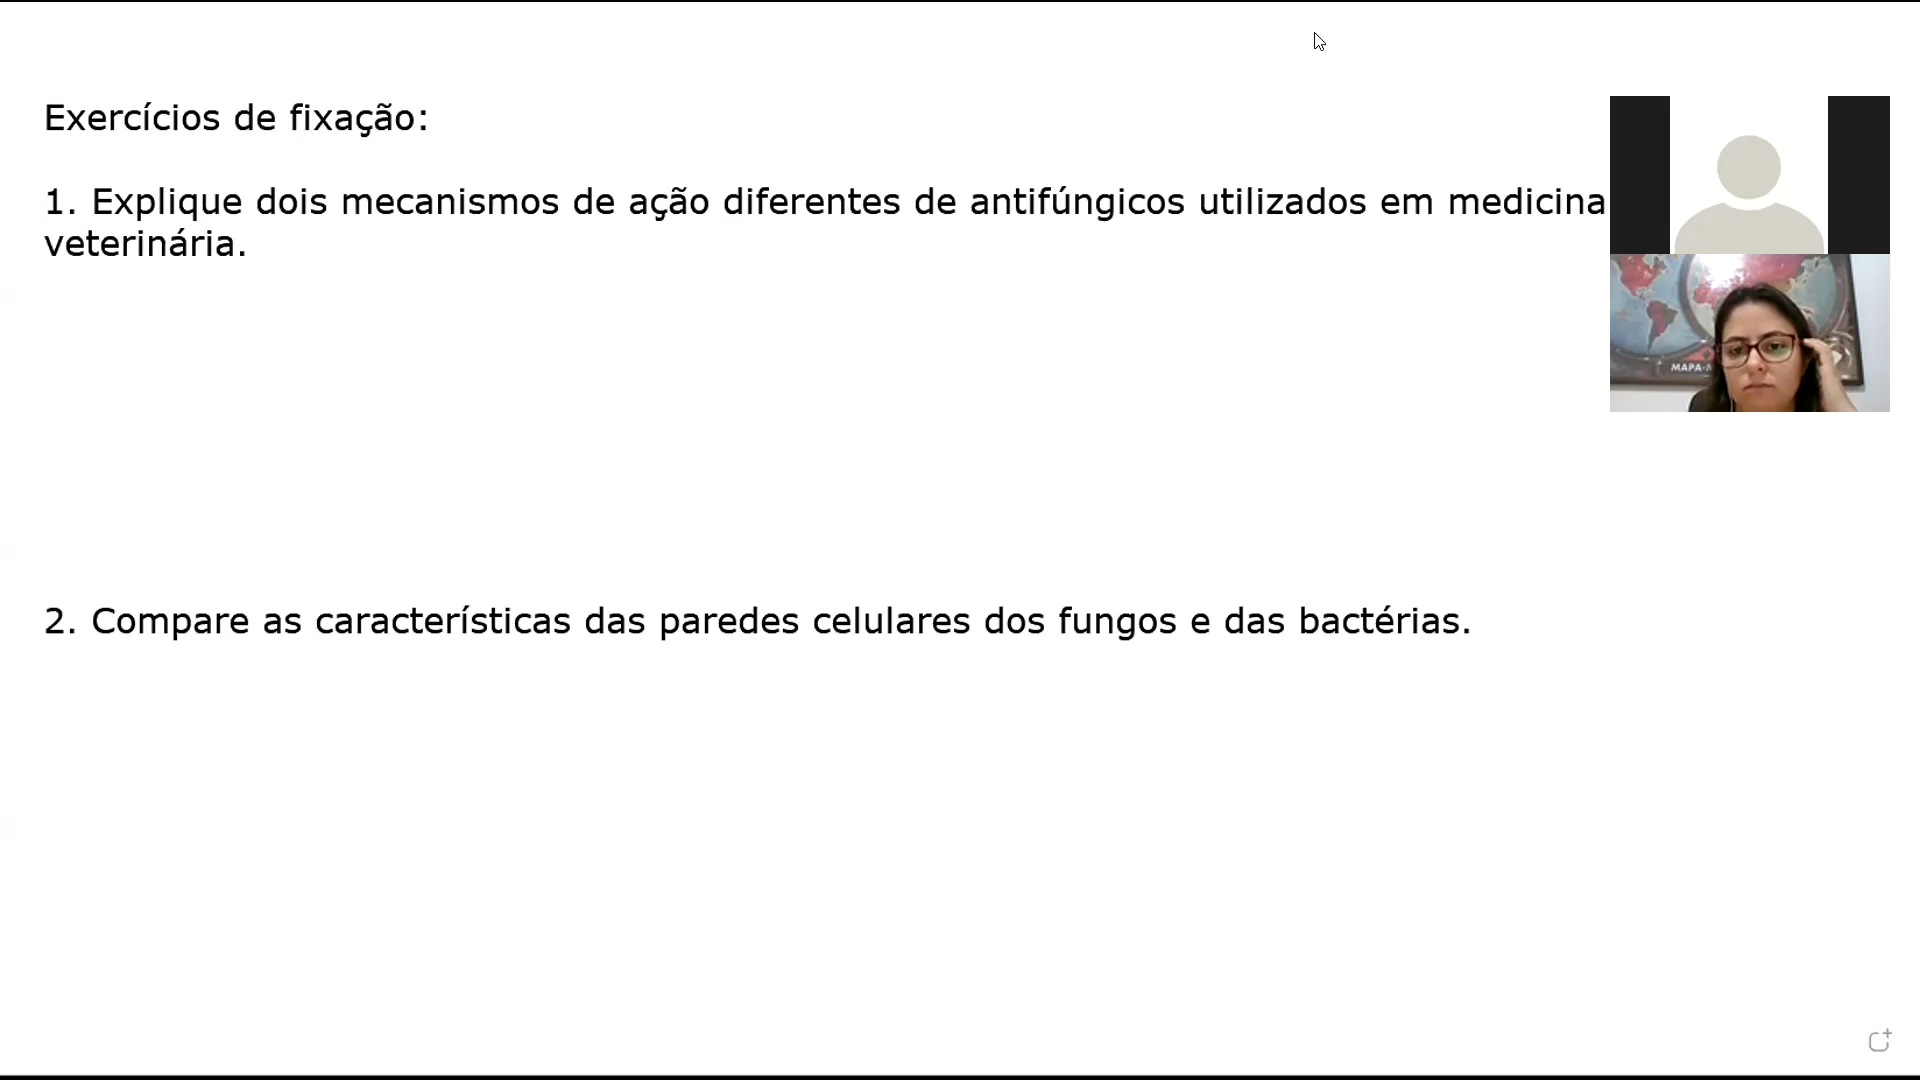 Exercícios de fixação:
1. Explique dois mecanismos de ação diferentes de antifúngicos utilizados em medicina
veterinária.
MAPA-
2. Compare as características das paredes celulares dos fungos e das bactérias.